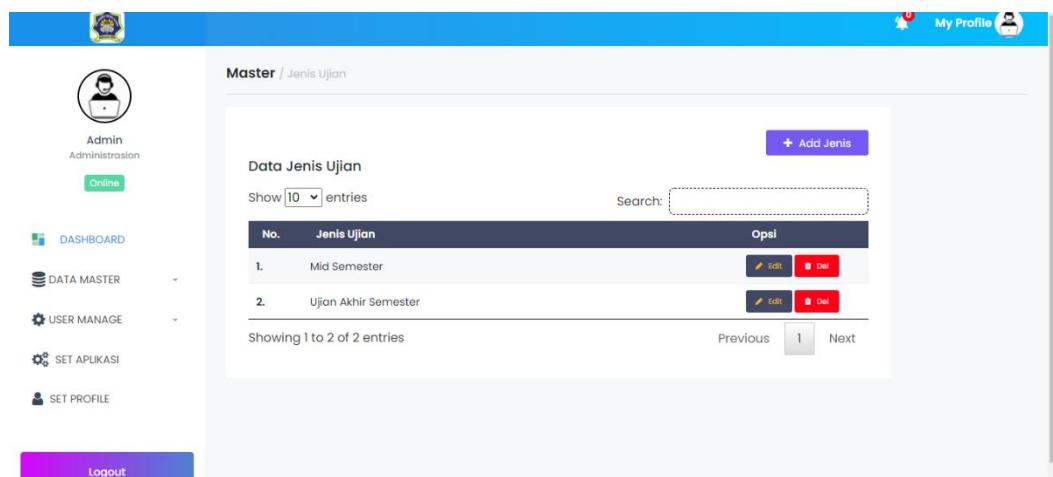 0
My Profile
Admin
Administrasion
Online
DASHBOARD
DATA MASTER
USER MANAGE
SET APLIKASI
SET PROFILE
Logout
Master / Jenis Ujian
+ Add Jenis
Data Jenis Ujian
Show 10 entries Search:
No. Jenis Ujian Opsi
1. Mid Semester Edit Del
2. Ujian Akhir Semester Edit Del
Showing 1 to 2 of 2 entries Previous 1 Next